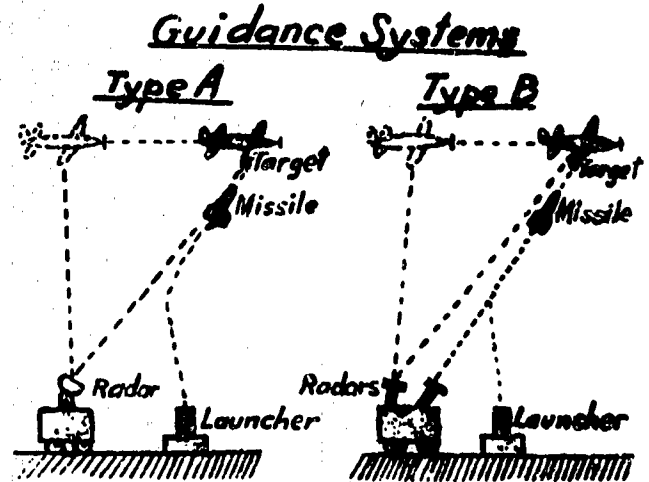 Guidance Systems
Type A
Type B
Target
Target
Missile
Missile
Radar
Launcher
Radars
Launcher